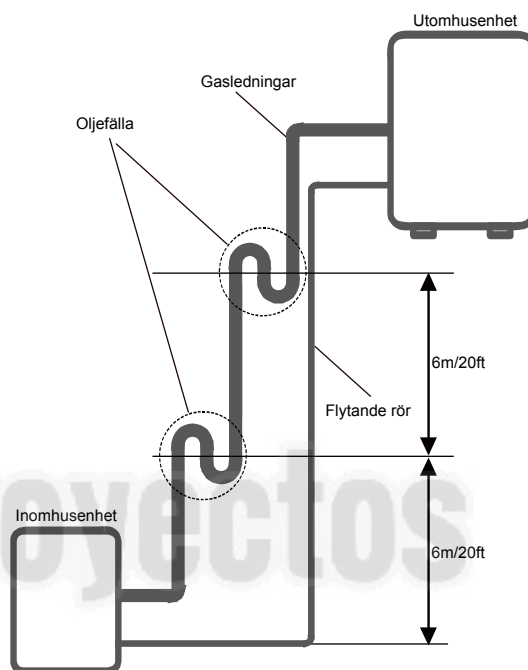 Utomhusenhet
Gasledningar
Oljefälla
6m/20ft
Flytande rör
Inomhusenhet
6m/20ft
oyectos